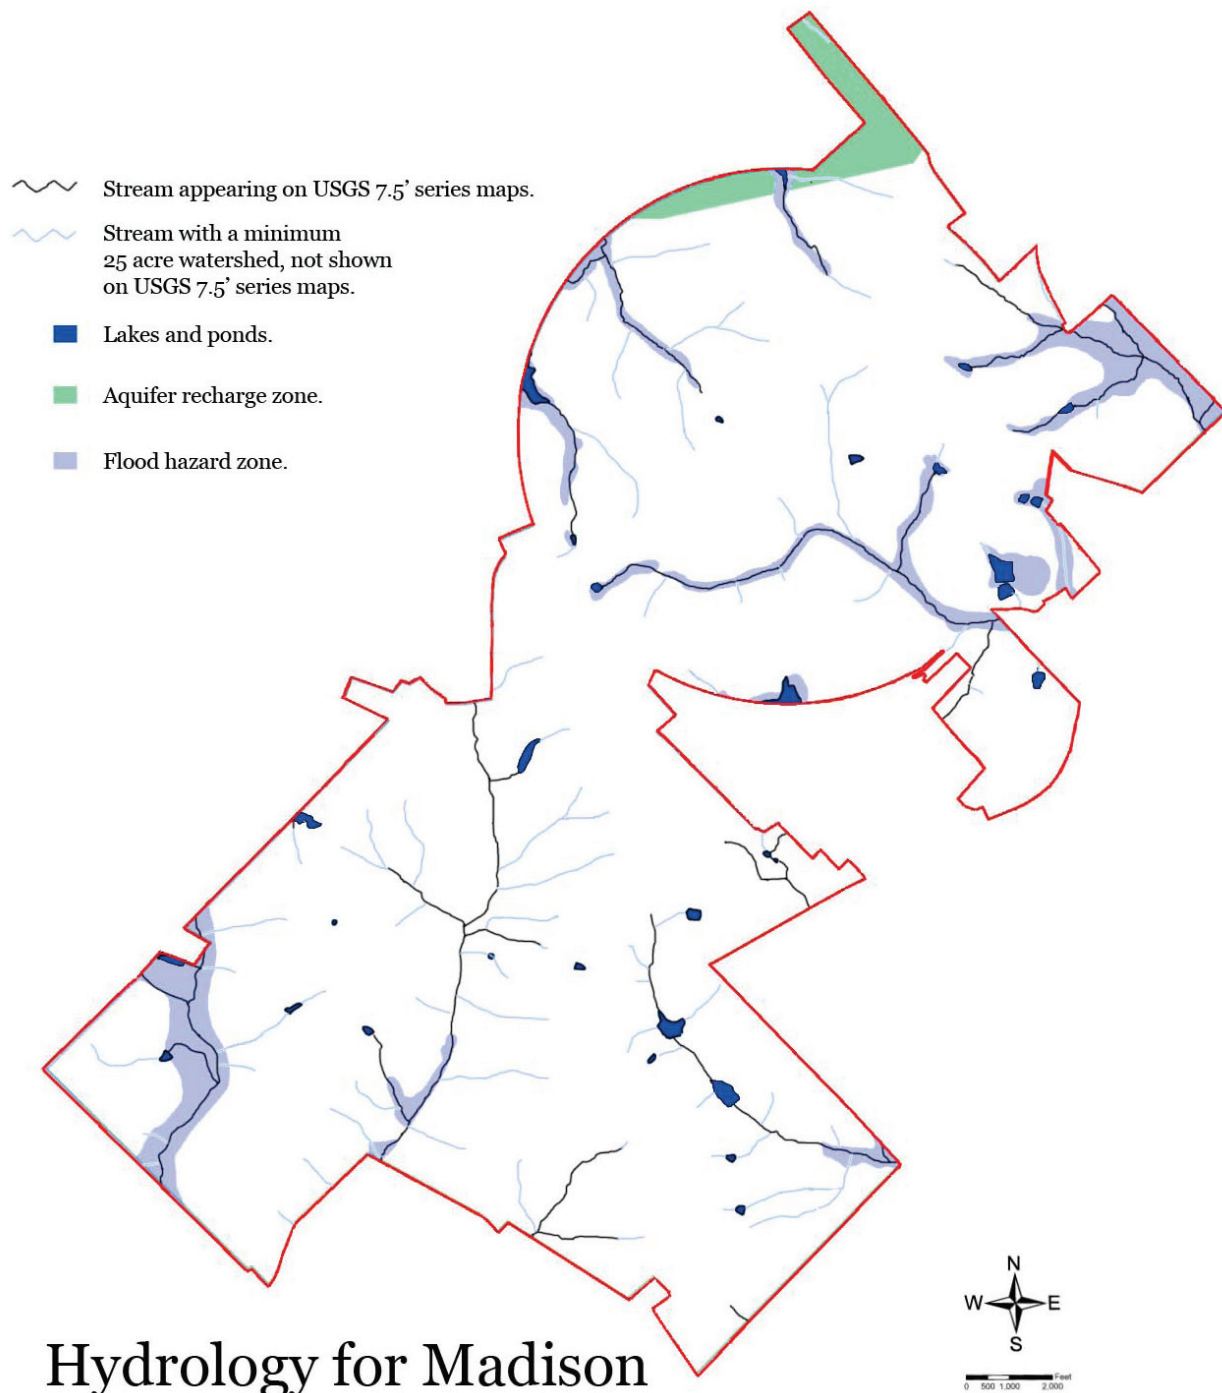 Stream appearing on USGS 7.5’ series maps.
Stream with a minimum
25 acre watershed, not shown
on USGS 7.5’ series maps.
Lakes and ponds.
Aquifer recharge zone.
Flood hazard zone.
N
W E
S
Feet
0 500 1,000 2,000
Hydrology for Madison